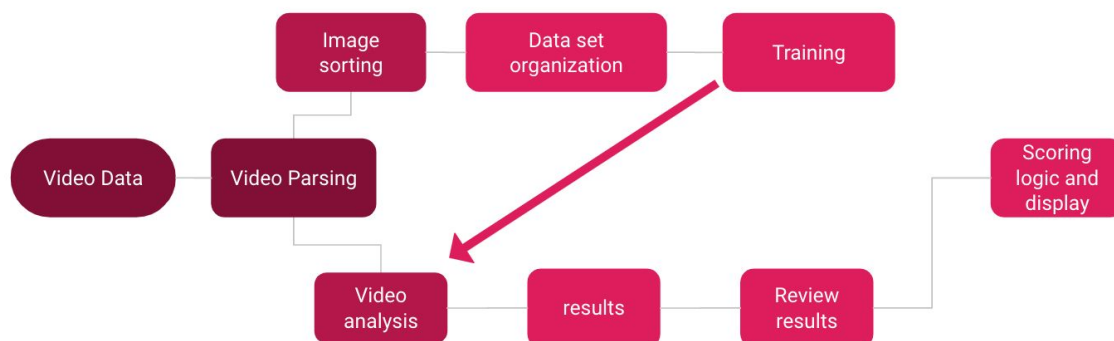 Image
sorting
Data set
organization
Training
Video Data
Video Parsing
Scoring
logic and
display
Video
analysis
results
Review
results